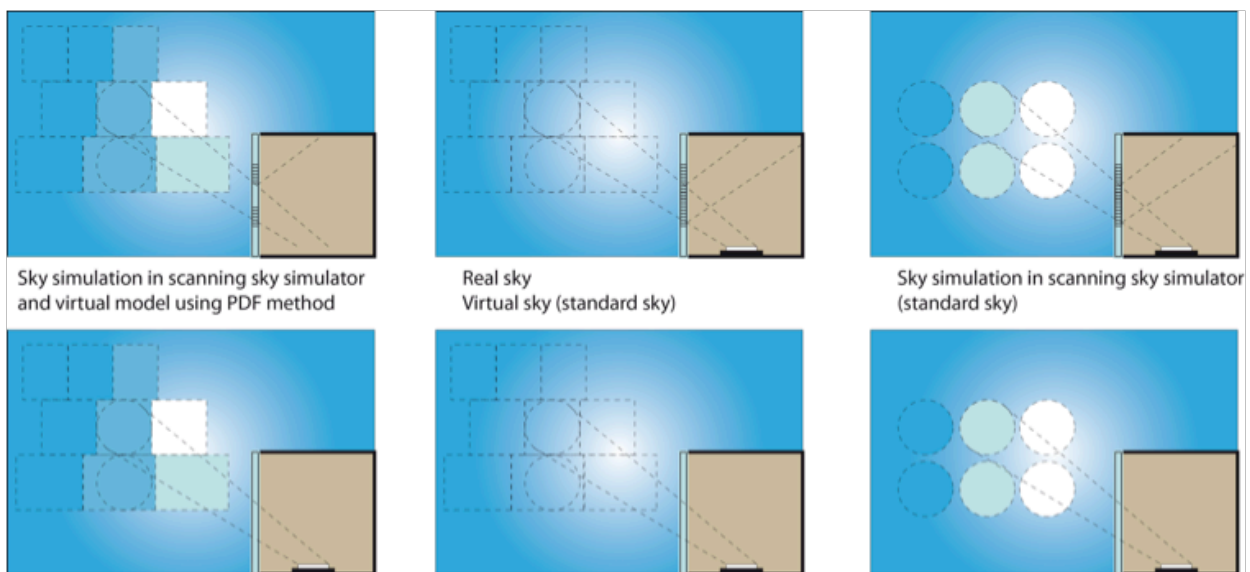 Sky simulation in scanning sky simulator
and virtual model using PDF method
Real sky
Virtual sky (standard sky)
Sky simulation in scanning sky simulator
(standard sky)